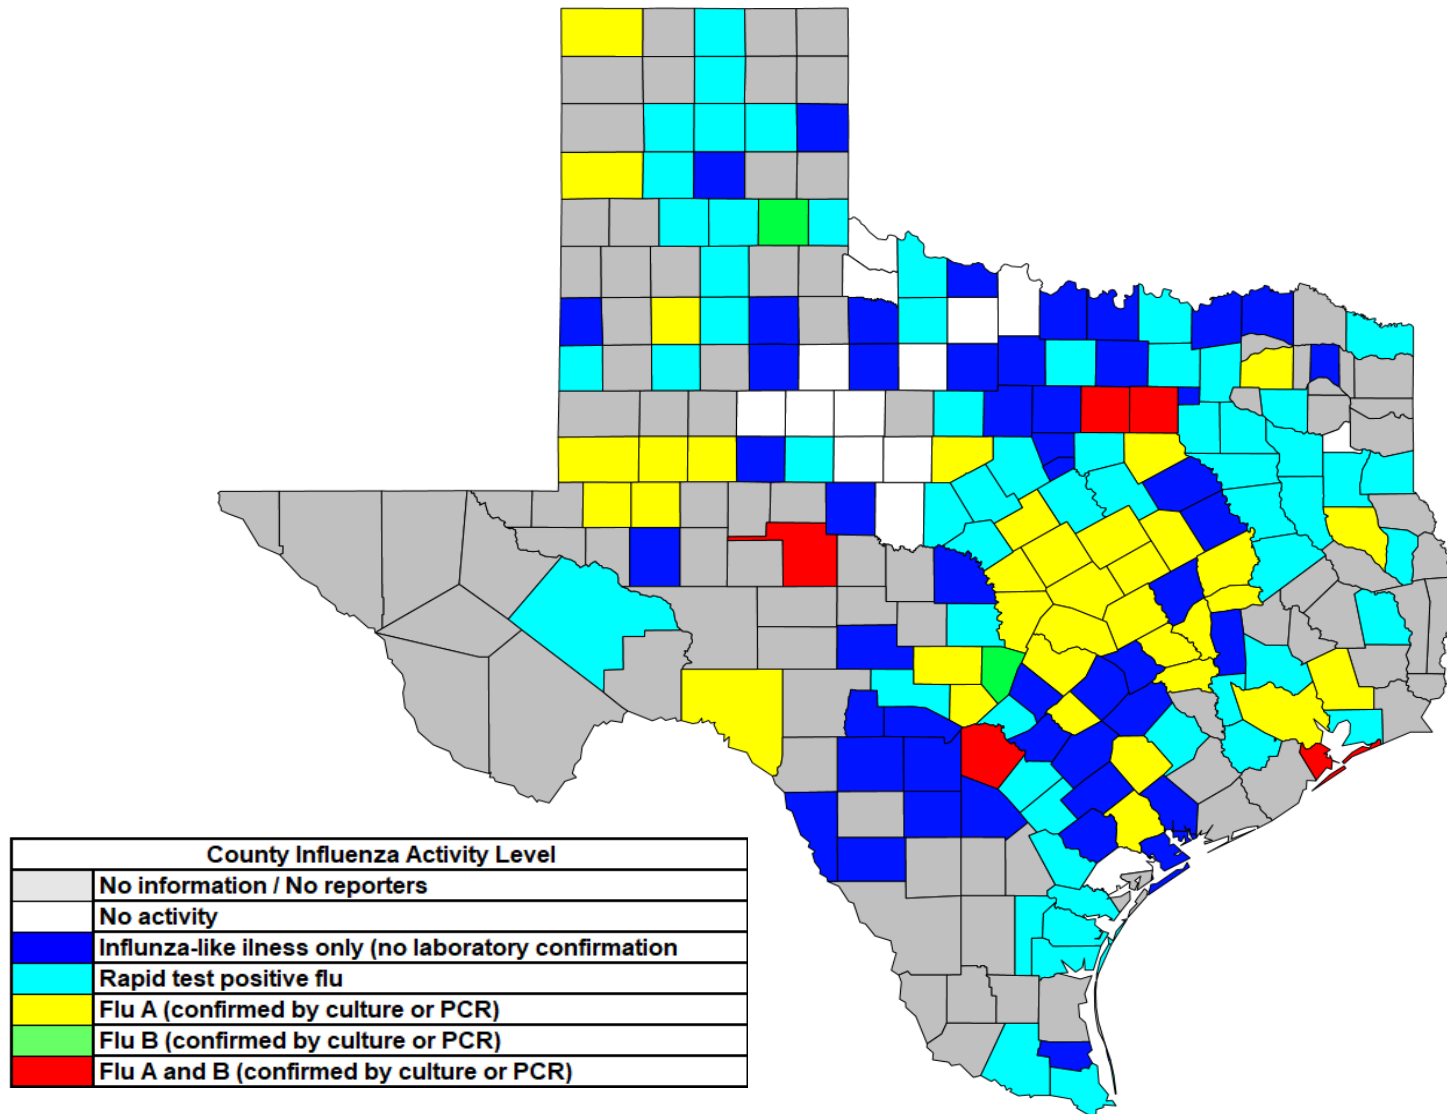 County Influenza Activity Level
No information / No reporters
No activity
Influnza-like ilness only (no laboratory confirmation
Rapid test positive flu
Flu A (confirmed by culture or PCR)
Flu B (confirmed by culture or PCR)
Flu A and B (confirmed by culture or PCR)